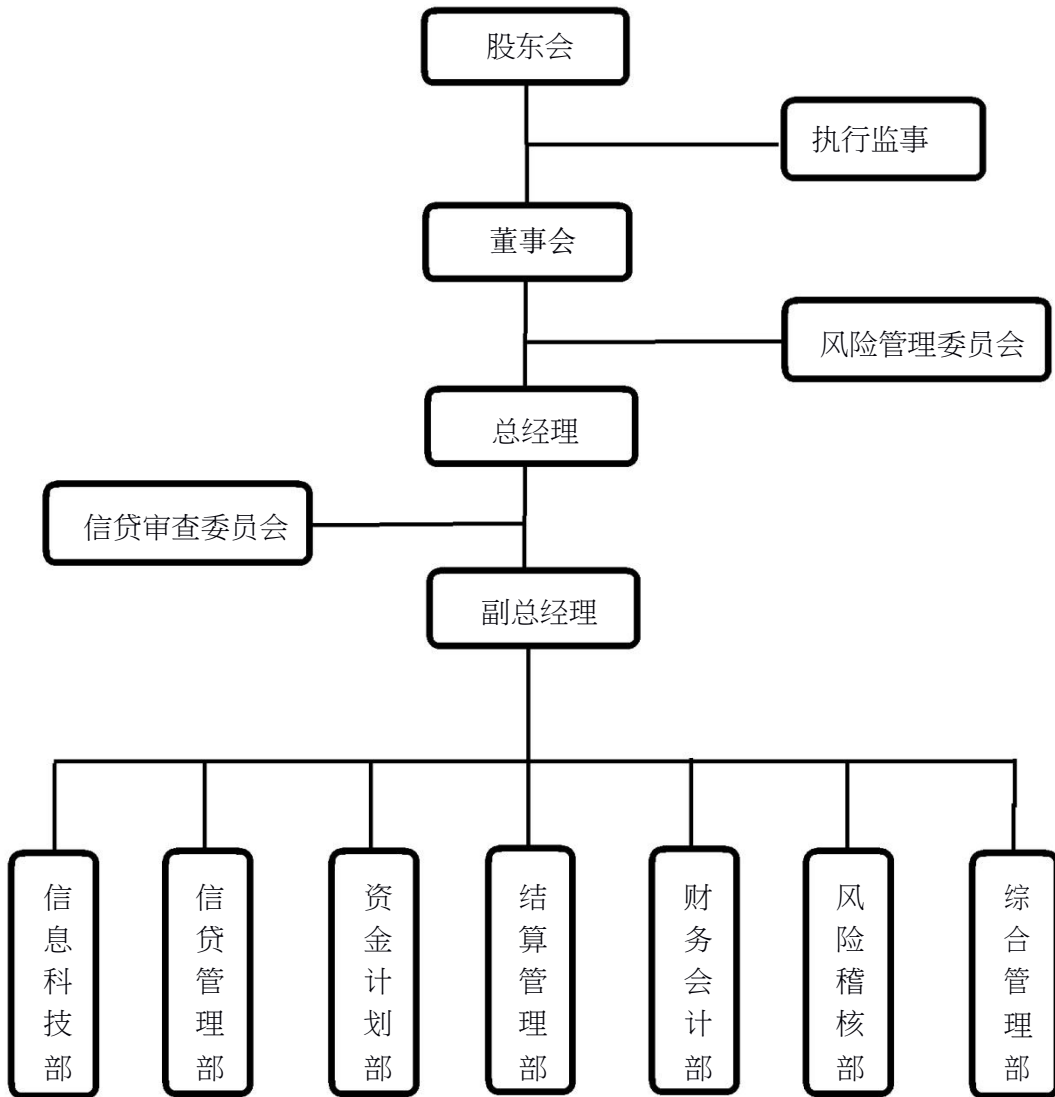 股东会
执行监事
董事会
风险管理委员会
总经理
信贷审查委员会
副总经理
信息科技部
信贷管理部
资金计划部
结算管理部
财务会计部
风险稽核部
综合管理部